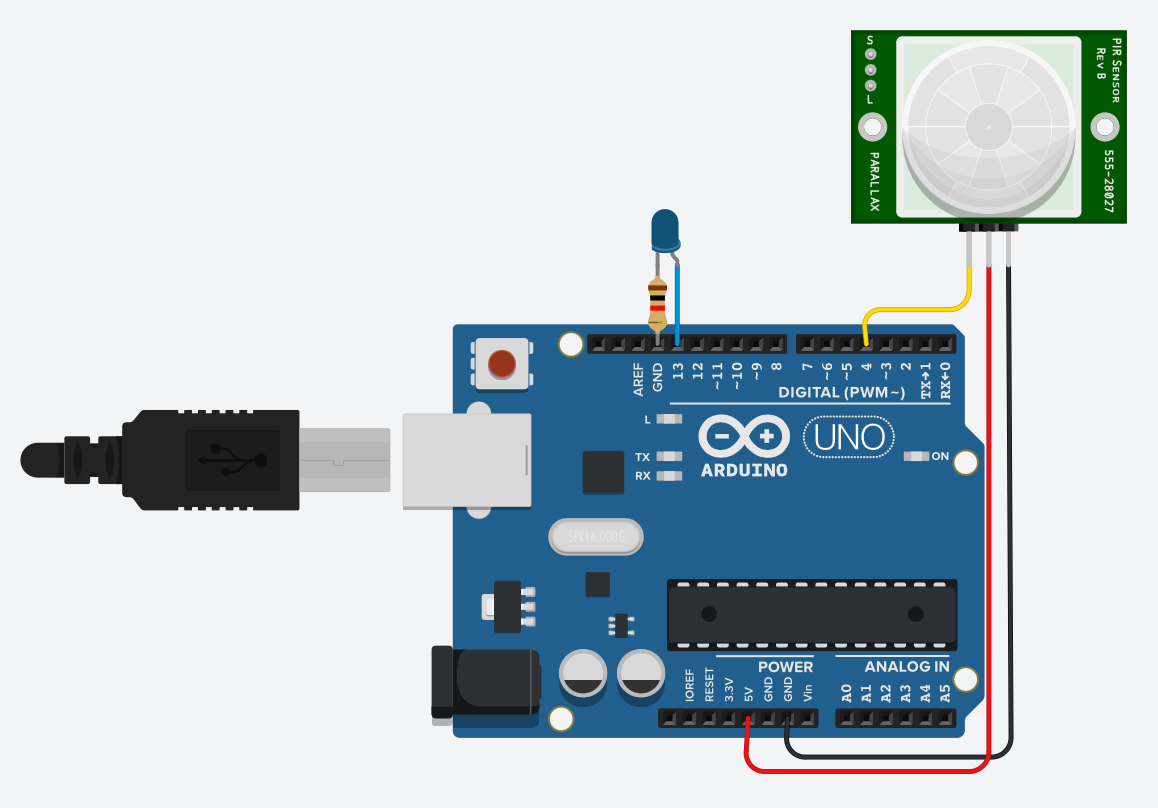 S
L
PARALLAX
PIR SENSOR
REV B
555-28027
AREF
GND
13
12
~11
~10
~9
8
7
~6
~5
4
~3
2
TX→1
RX←0
DIGITAL (PWM~)
L
TX
RX
ARDUINO
UNO
ON
SPK16.000G
POWER
ANALOG IN
IOREF
RESET
3.3V
5V
GND
GND
Vin
A0
A1
A2
A3
A4
A5